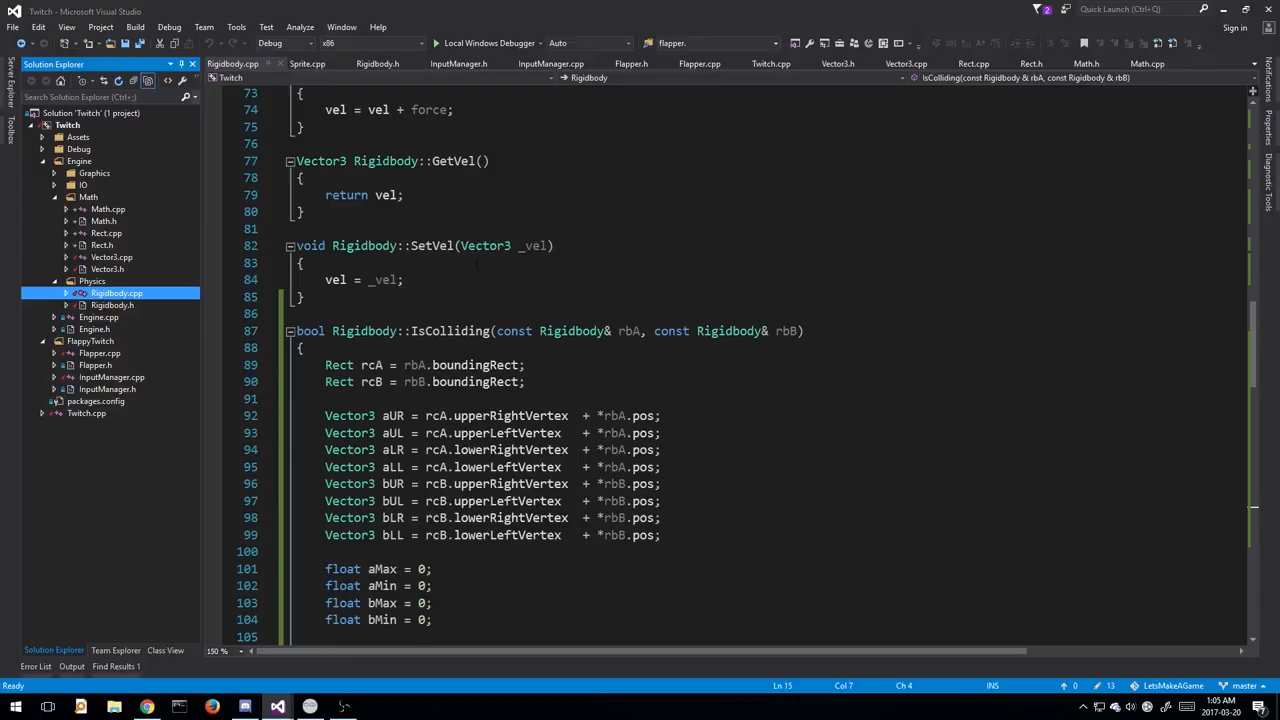 Twitch - Microsoft Visual Studio
2
Quick Launch (Ctrl+Q)
File Edit View Project Build Debug Team Tools Test Analyze Window Help
Sign in
Debug x86 Local Windows Debugger Auto flapper.
Solution Explorer
Rigidbody.cpp Sprite.cpp Rigidbody.h InputManager.h InputManager.cpp Flapper.h Flapper.cpp Twitch.cpp Vector3.h Vector3.cpp Rect.cpp Rect.h Math.h Math.cpp
Twitch Rigidbody IsColliding(const Rigidbody & rbA, const Rigidbody & rbB)
Server Explorer
Toolbox
Notifications
Properties
Diagnostic Tools
Search Solution Explorer (Ctrl+;)
Solution 'Twitch' (1 project)
Twitch
Assets
Debug
Engine
Graphics
IO
Math
Math.cpp
Math.h
Rect.cpp
Rect.h
Vector3.cpp
Vector3.h
Physics
Rigidbody.cpp
Rigidbody.h
Engine.cpp
Engine.h
FlappyTwitch
Flapper.cpp
Flapper.h
InputManager.cpp
InputManager.h
packages.config
Twitch.cpp
73 {
74 vel = vel + force;
75 }
76
77 Vector3 Rigidbody::GetVel()
78 {
79 return vel;
80 }
81
82 void Rigidbody::SetVel(Vector3 _vel)
83 {
84 vel = _vel;
85 }
86
87 bool Rigidbody::IsColliding(const Rigidbody& rbA, const Rigidbody& rbB)
88 {
89 Rect rcA = rbA.boundingRect;
90 Rect rcB = rbB.boundingRect;
91
92 Vector3 aUR = rcA.upperRightVertex + *rbA.pos;
93 Vector3 aUL = rcA.upperLeftVertex + *rbA.pos;
94 Vector3 aLR = rcA.lowerRightVertex + *rbA.pos;
95 Vector3 aLL = rcA.lowerLeftVertex + *rbA.pos;
96 Vector3 bUR = rcB.upperRightVertex + *rbB.pos;
97 Vector3 bUL = rcB.upperLeftVertex + *rbB.pos;
98 Vector3 bLR = rcB.lowerRightVertex + *rbB.pos;
99 Vector3 bLL = rcB.lowerLeftVertex + *rbB.pos;
100
101 float aMax = 0;
102 float aMin = 0;
103 float bMax = 0;
104 float bMin = 0;
105
150 %
Solution Explorer Team Explorer Class View
Error List Output Find Results 1
Ready Ln 15 Col 7 Ch 4 INS 0 13 LetsMakeAGame master
1:05 AM
2017-03-20